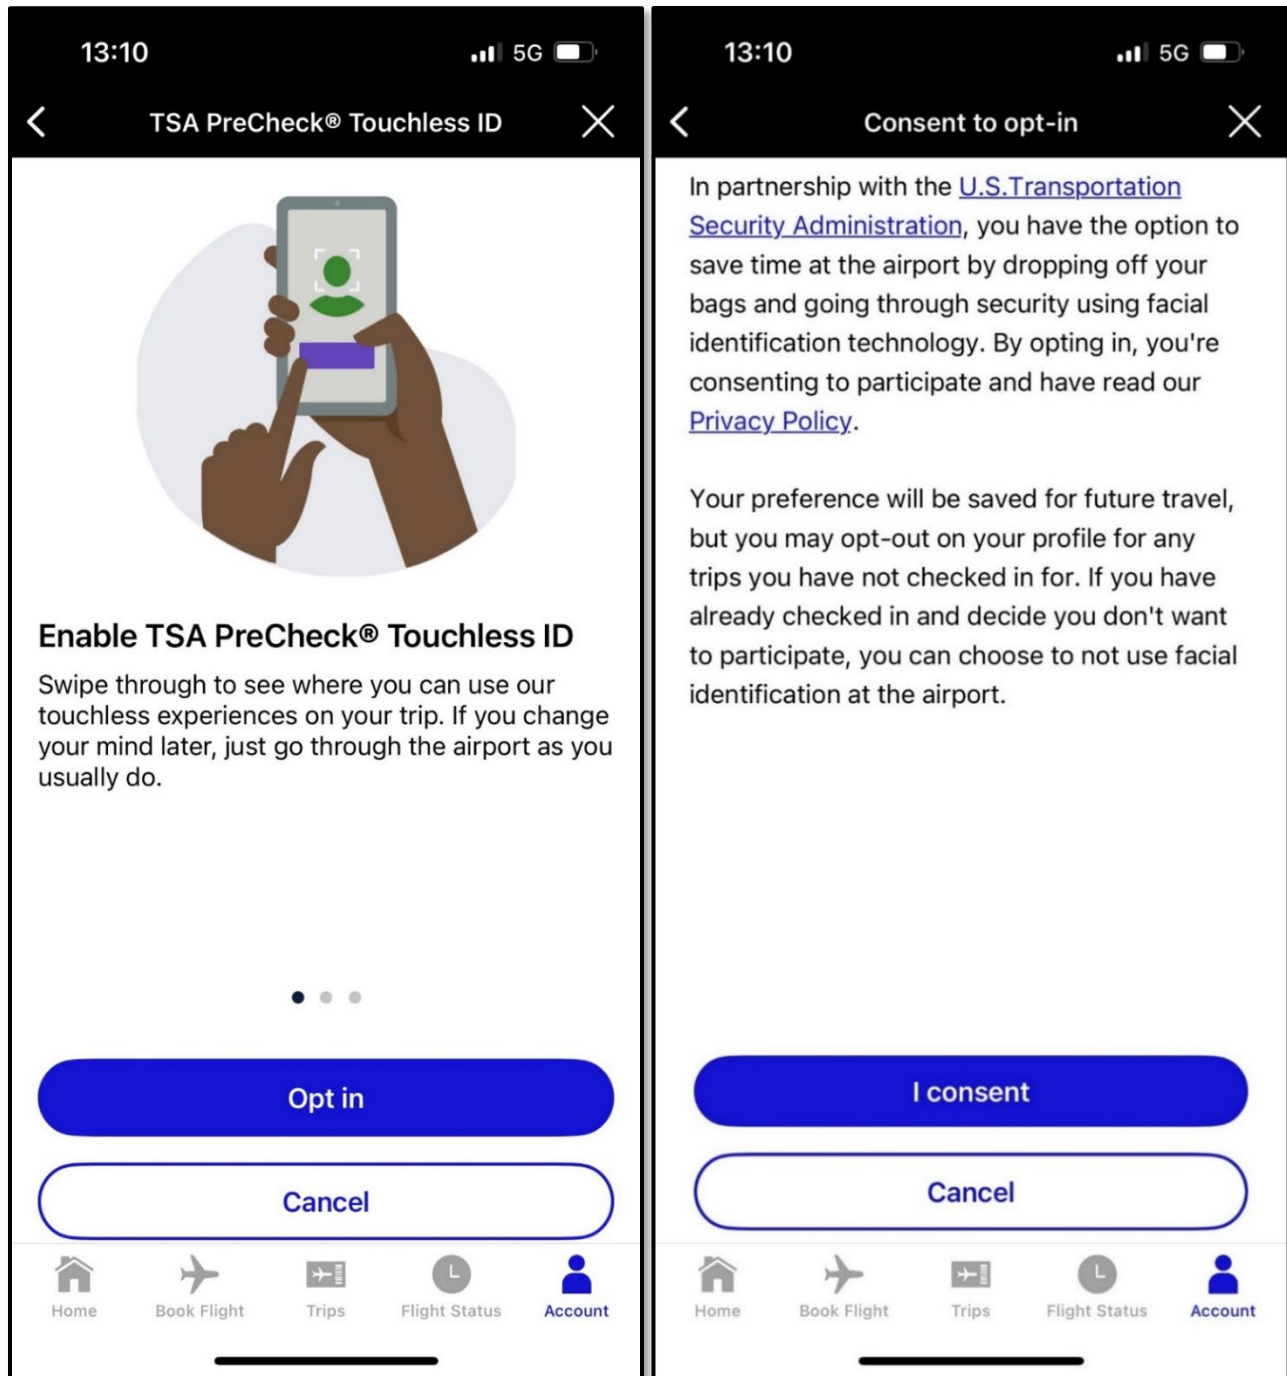 13:10
5G
TSA PreCheck® Touchless ID
Enable TSA PreCheck® Touchless ID
Swipe through to see where you can use our
touchless experiences on your trip. If you change
your mind later, just go through the airport as you
usually do.
Opt in
Cancel
Home
Book Flight
Trips
Flight Status
Account
13:10
5G
Consent to opt-in
In partnership with the U.S.Transportation
Security Administration, you have the option to
save time at the airport by dropping off your
bags and going through security using facial
identification technology. By opting in, you're
consenting to participate and have read our
Privacy Policy.
Your preference will be saved for future travel,
but you may opt-out on your profile for any
trips you have not checked in for. If you have
already checked in and decide you don't want
to participate, you can choose to not use facial
identification at the airport.
I consent
Cancel
Home
Book Flight
Trips
Flight Status
Account